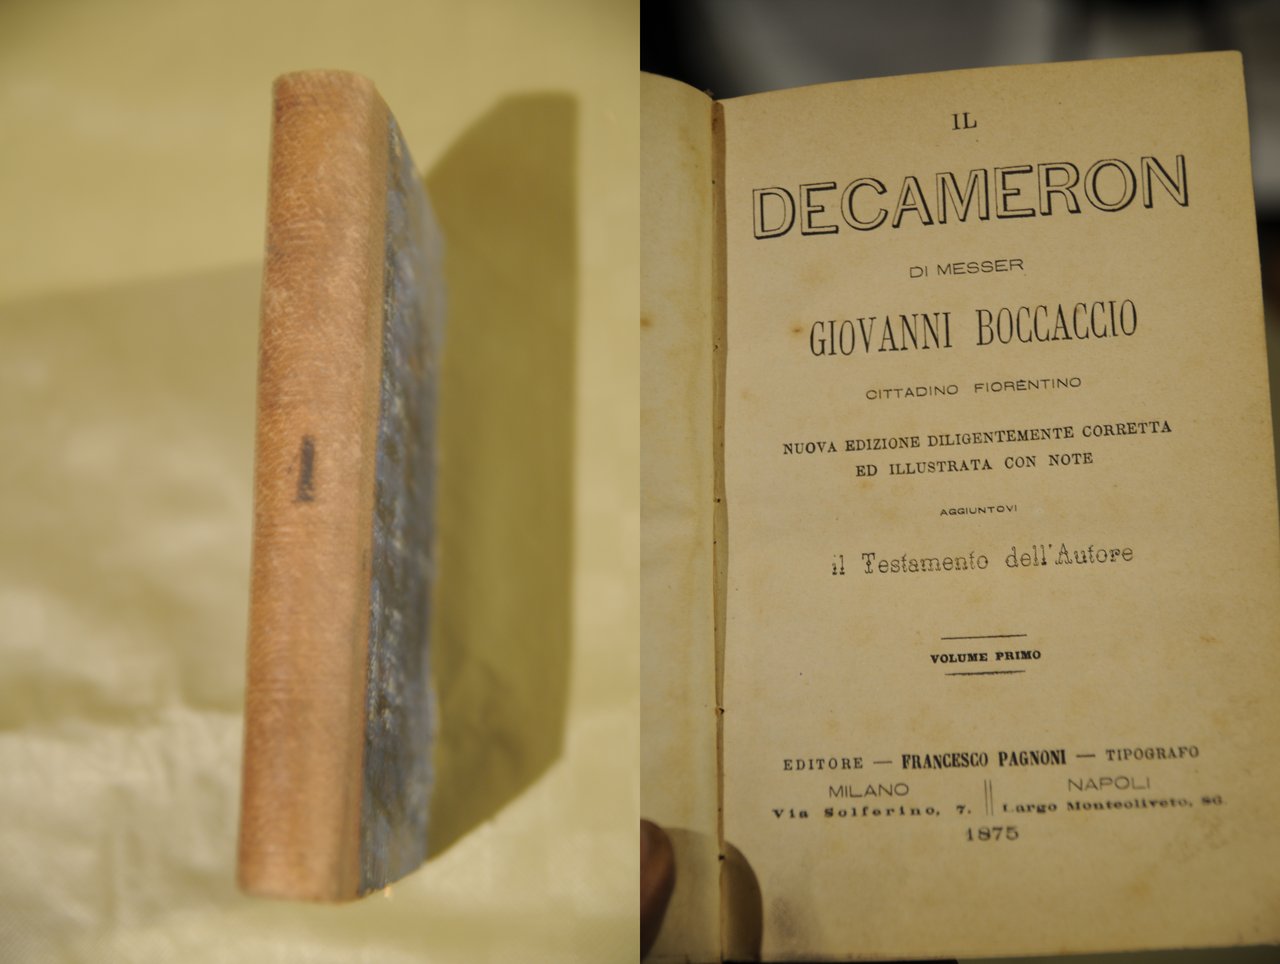 I
IL
DECAMERON
DI MESSER
GIOVANNI BOCCACCIO
CITTADINO FIORENTINO
NUOVA EDIZIONE DILIGENTEMENTE CORRETTA
ED ILLUSTRATA CON NOTE
AGGIUNTOVI
il Testamento dell'Autore
VOLUME PRIMO
EDITORE — FRANCESCO PAGNONI — TIPOGRAFO
MILANO || NAPOLI
Via Solferino, 7. || Largo Monteoliveto, 86.
1875